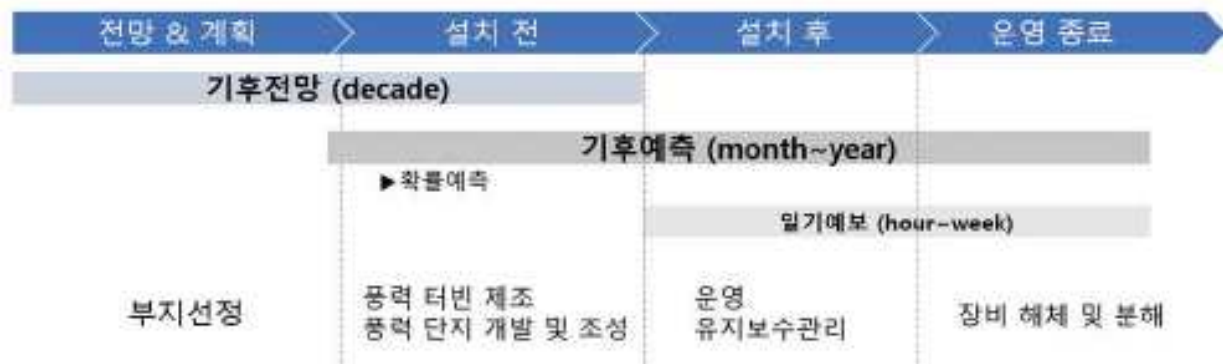 전망 & 계획
설치 전
설치 후
운영 종료
기후전망 (decade)
기후예측 (month~year)
▶확률예측
일기예보 (hour~week)
부지선정
풍력 터빈 제조
풍력 단지 개발 및 조성
운영
유지보수관리
장비 해체 및 분해